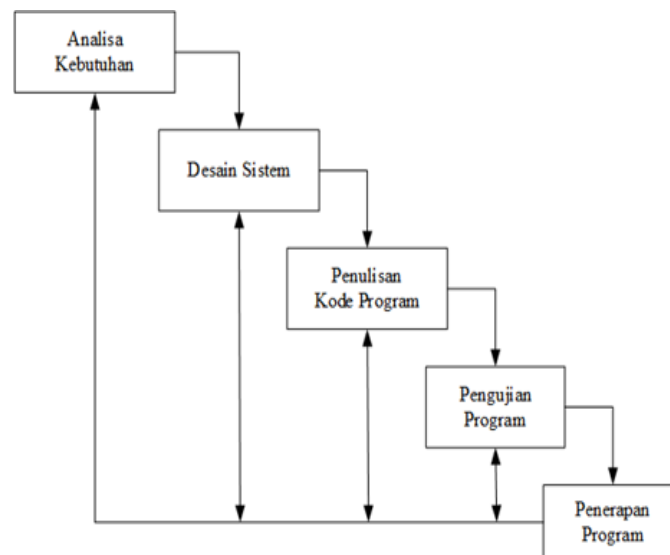 Analisa
Kebutuhan
Desain Sistem
Penulisan
Kode Program
Pengujian
Program
Penerapan
Program